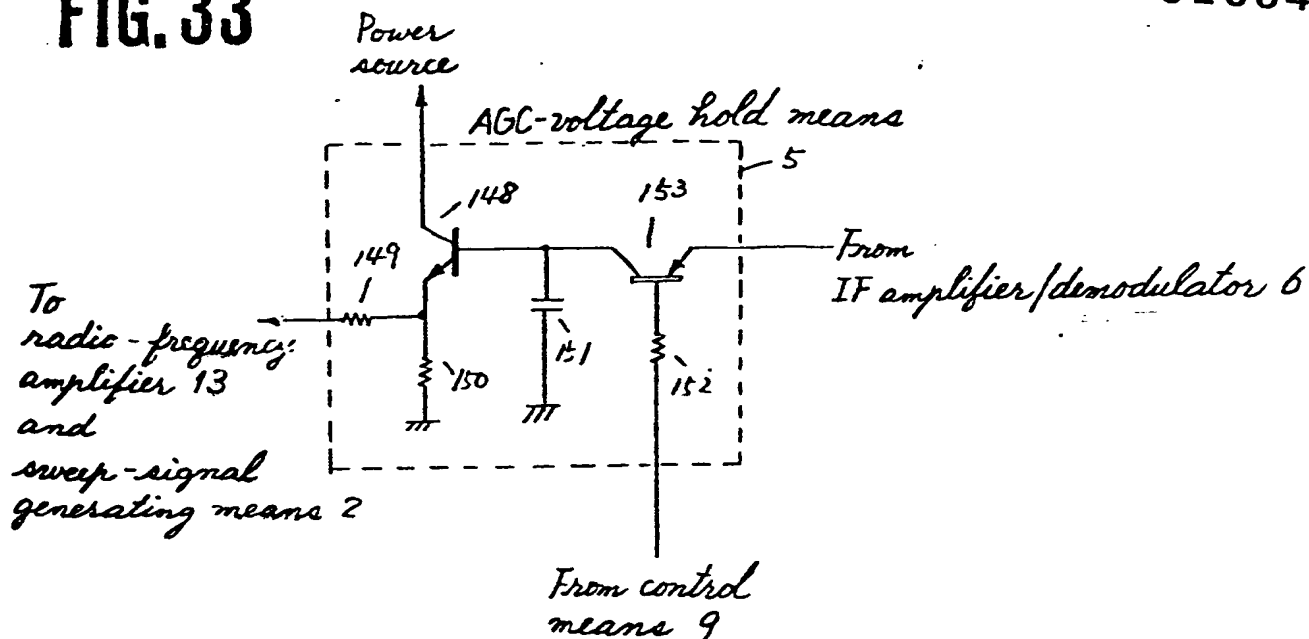 FIG. 33
Power
source
AGC-voltage hold means
5
148
153
149
From
IF amplifier/demodulator 6
To
radio-frequency
amplifier 13
and
sweep-signal
generating means 2
151
150
152
From control
means 9